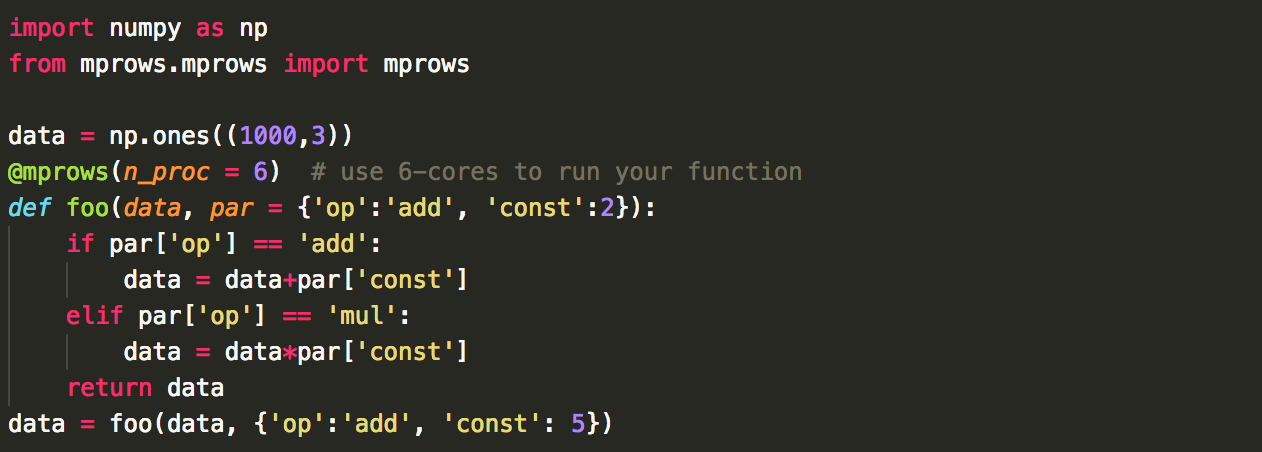 import numpy as np
from mprows.mprows import mprows

data = np.ones((1000,3))
@mprows(n_proc = 6)  # use 6-cores to run your function
def foo(data, par = {'op':'add', 'const':2}):
    if par['op'] == 'add':
        data = data+par['const']
    elif par['op'] == 'mul':
        data = data*par['const']
    return data
data = foo(data, {'op':'add', 'const': 5})